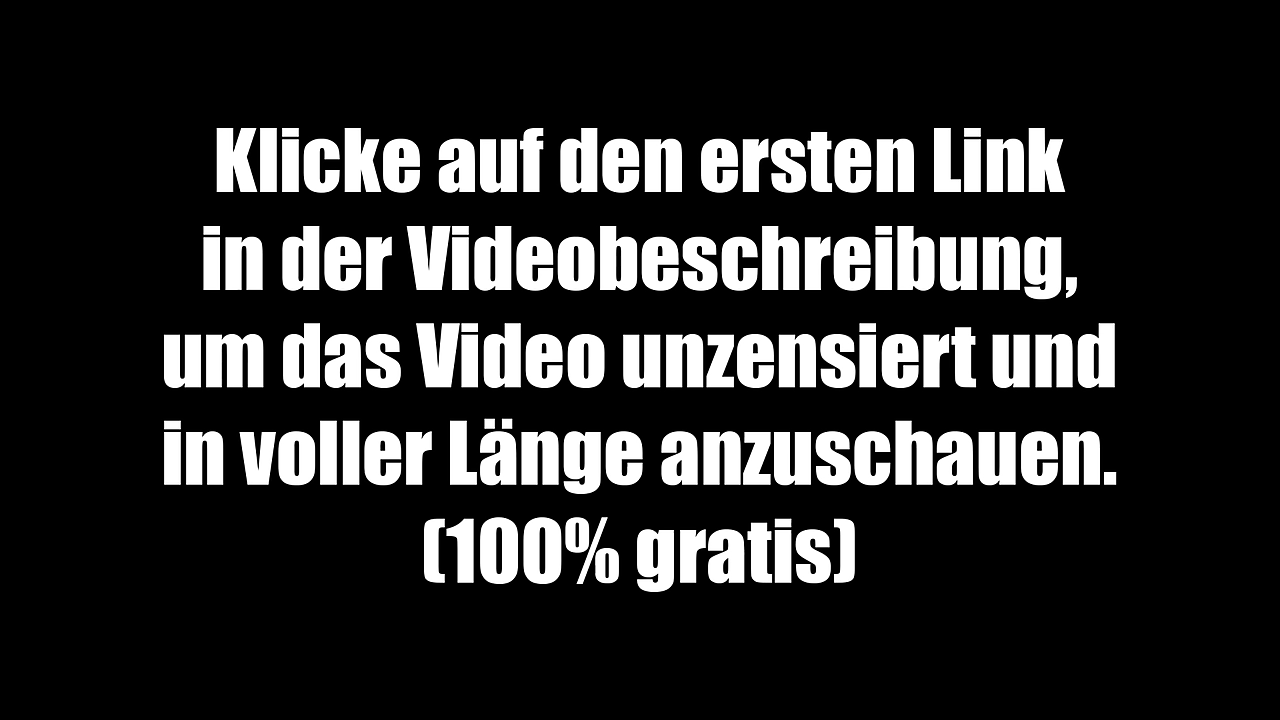 Klicke auf den ersten Link
in der Videobeschreibung,
um das Video unzensiert und
in voller Länge anzuschauen.
(100% gratis)